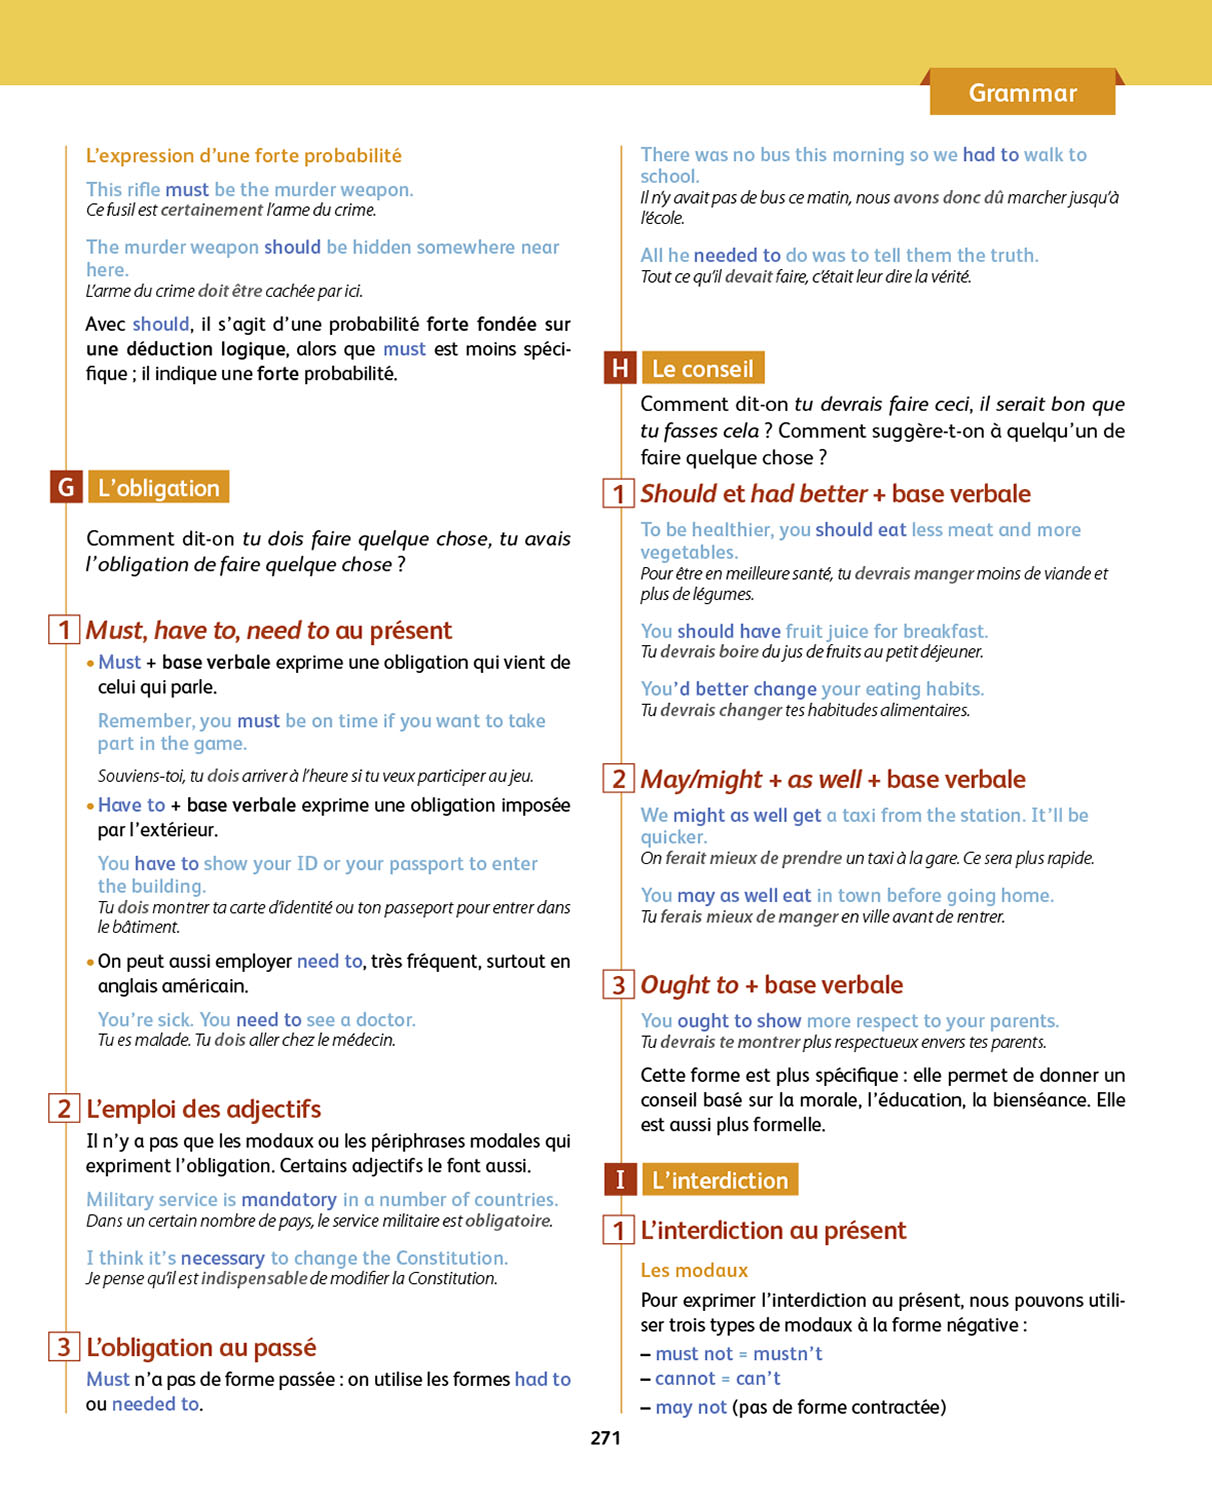 Grammar
L'expression d'une forte probabilité
This rifle must be the murder weapon.
Ce fusil est certainement l'arme du crime.
The murder weapon should be hidden somewhere near
here.
L'arme du crime doit être cachée par ici.
Avec should, il s'agit d'une probabilité forte fondée sur
une déduction logique, alors que must est moins spéci-
fique ; il indique une forte probabilité.
G L'obligation
Comment dit-on tu dois faire quelque chose, tu avais
l'obligation de faire quelque chose ?
1 Must, have to, need to au présent
• Must + base verbale exprime une obligation qui vient de
celui qui parle.
Remember, you must be on time if you want to take
part in the game.
Souviens-toi, tu dois arriver à l'heure si tu veux participer au jeu.
• Have to + base verbale exprime une obligation imposée
par l'extérieur.
You have to show your ID or your passport to enter
the building.
Tu dois montrer ta carte d'identité ou ton passeport pour entrer dans
le bâtiment.
• On peut aussi employer need to, très fréquent, surtout en
anglais américain.
You're sick. You need to see a doctor.
Tu es malade. Tu dois aller chez le médecin.
2 L'emploi des adjectifs
Il n'y a pas que les modaux ou les périphrases modales qui
expriment l'obligation. Certains adjectifs le font aussi.
Military service is mandatory in a number of countries.
Dans un certain nombre de pays, le service militaire est obligatoire.
I think it's necessary to change the Constitution.
Je pense qu'il est indispensable de modifier la Constitution.
3 L'obligation au passé
Must n'a pas de forme passée : on utilise les formes had to
ou needed to.
There was no bus this morning so we had to walk to
school.
Il n'y avait pas de bus ce matin, nous avons donc dû marcher jusqu'à
l'école.
All he needed to do was to tell them the truth.
Tout ce qu'il devait faire, c'était leur dire la vérité.
H Le conseil
Comment dit-on tu devrais faire ceci, il serait bon que
tu fasses cela ? Comment suggère-t-on à quelqu'un de
faire quelque chose ?
1 Should et had better + base verbale
To be healthier, you should eat less meat and more
vegetables.
Pour être en meilleure santé, tu devrais manger moins de viande et
plus de légumes.
You should have fruit juice for breakfast.
Tu devrais boire du jus de fruits au petit déjeuner.
You'd better change your eating habits.
Tu devrais changer tes habitudes alimentaires.
2 May/might + as well + base verbale
We might as well get a taxi from the station. It'll be
quicker.
On ferait mieux de prendre un taxi à la gare. Ce sera plus rapide.
You may as well eat in town before going home.
Tu ferais mieux de manger en ville avant de rentrer.
3 Ought to + base verbale
You ought to show more respect to your parents.
Tu devrais te montrer plus respectueux envers tes parents.
Cette forme est plus spécifique : elle permet de donner un
conseil basé sur la morale, l'éducation, la bienséance. Elle
est aussi plus formelle.
I L'interdiction
1 L'interdiction au présent
Les modaux
Pour exprimer l'interdiction au présent, nous pouvons utili-
ser trois types de modaux à la forme négative :
– must not = mustn't
– cannot = can't
– may not (pas de forme contractée)
271